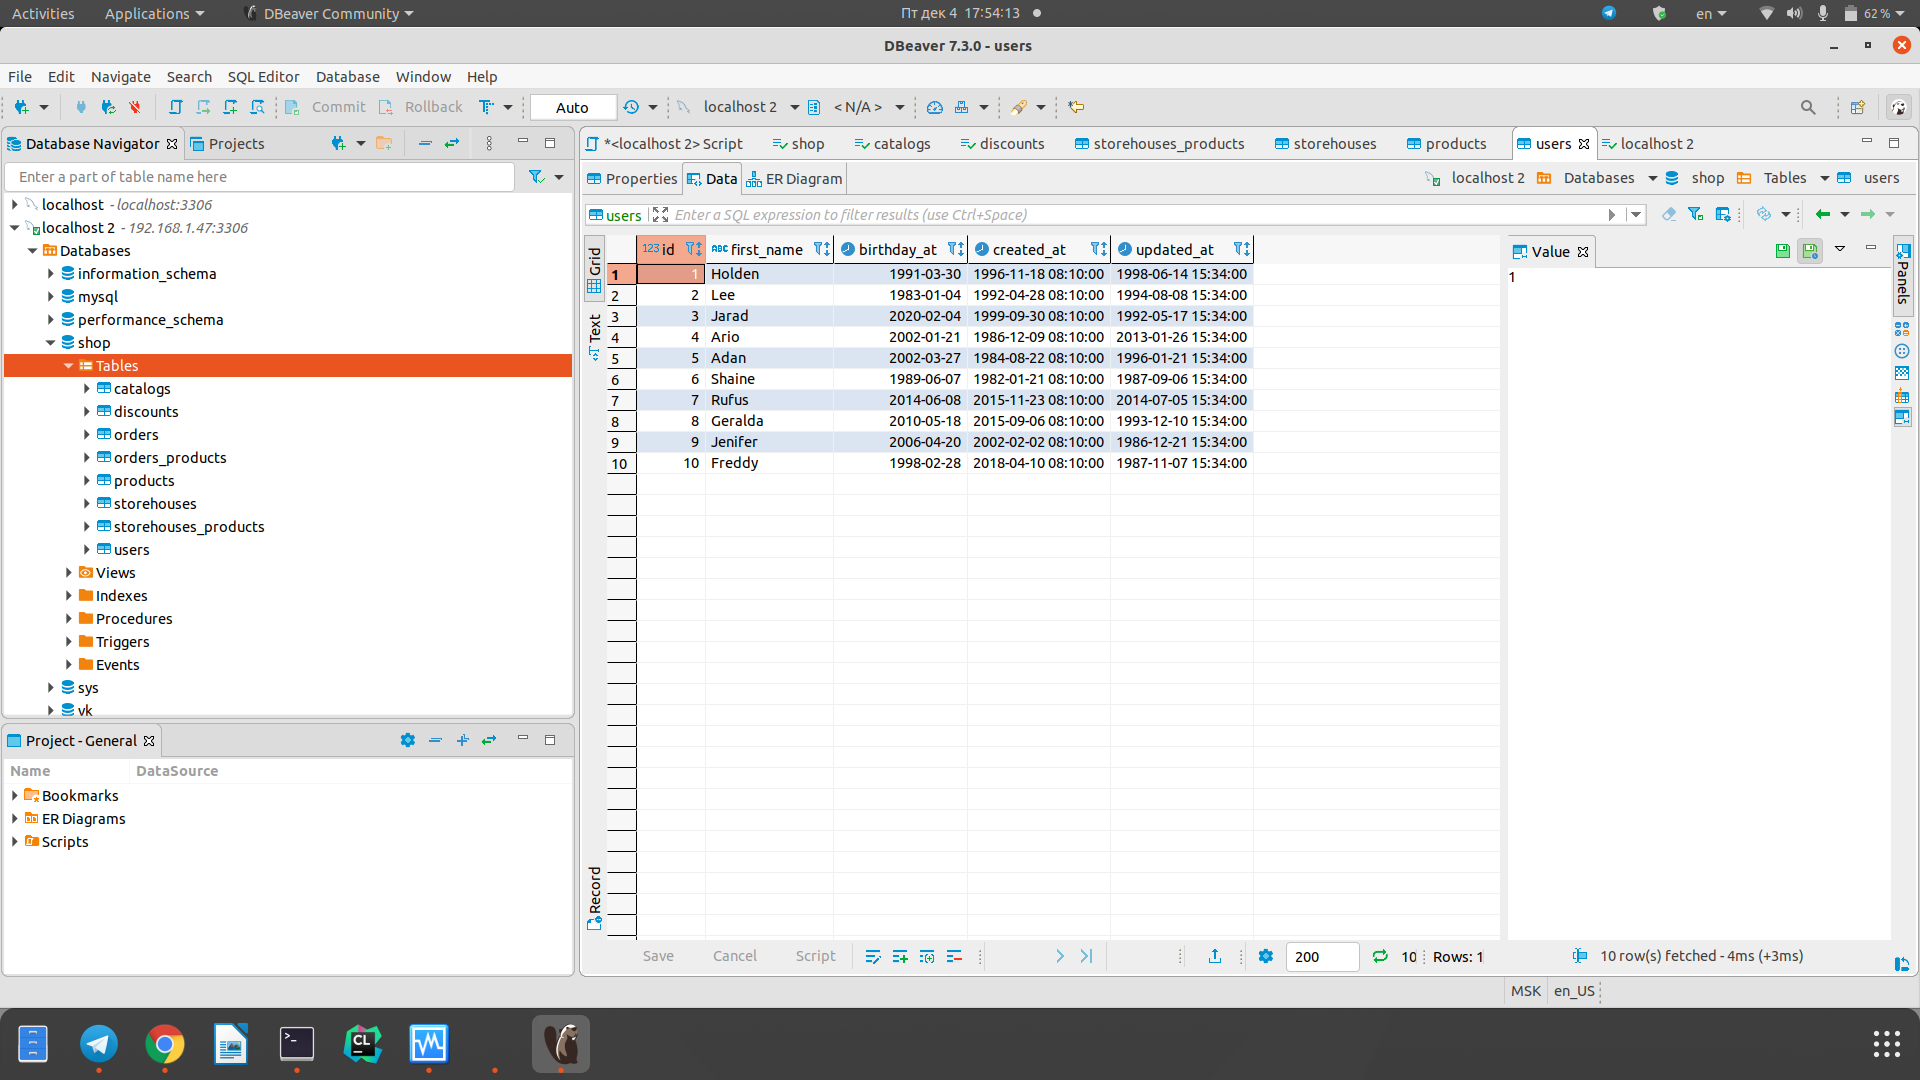 Activities Applications DBeaver Community Пт дек 4 17:54:13 en 62 %
DBeaver 7.3.0 - users
File Edit Navigate Search SQL Editor Database Window Help
Commit Rollback Auto localhost 2 < N/A >
Database Navigator Projects
Enter a part of table name here
localhost - localhost:3306
localhost 2 - 192.168.1.47:3306
Databases
information_schema
mysql
performance_schema
shop
Tables
catalogs
discounts
orders
orders_products
products
storehouses
storehouses_products
users
Views
Indexes
Procedures
Triggers
Events
sys
vk
Project - General
Name DataSource
Bookmarks
ER Diagrams
Scripts
*<localhost 2> Script shop catalogs discounts storehouses_products storehouses products users localhost 2
Properties Data ER Diagram localhost 2 Databases shop Tables users
users Enter a SQL expression to filter results (use Ctrl+Space)
Grid
Text
Record
123 id ABC first_name birthday_at created_at updated_at
1 1 Holden 1991-03-30 1996-11-18 08:10:00 1998-06-14 15:34:00
2 2 Lee 1983-01-04 1992-04-28 08:10:00 1994-08-08 15:34:00
3 3 Jarad 2020-02-04 1999-09-30 08:10:00 1992-05-17 15:34:00
4 4 Ario 2002-01-21 1986-12-09 08:10:00 2013-01-26 15:34:00
5 5 Adan 2002-03-27 1984-08-22 08:10:00 1996-01-21 15:34:00
6 6 Shaine 1989-06-07 1982-01-21 08:10:00 1987-09-06 15:34:00
7 7 Rufus 2014-06-08 2015-11-23 08:10:00 2014-07-05 15:34:00
8 8 Geralda 2010-05-18 2015-09-06 08:10:00 1993-12-10 15:34:00
9 9 Jenifer 2006-04-20 2002-02-02 08:10:00 1986-12-21 15:34:00
10 10 Freddy 1998-02-28 2018-04-10 08:10:00 1987-11-07 15:34:00
Value
1
Panels
Save Cancel Script 200 10 Rows: 1 10 row(s) fetched - 4ms (+3ms)
MSK en_US
>_ CL